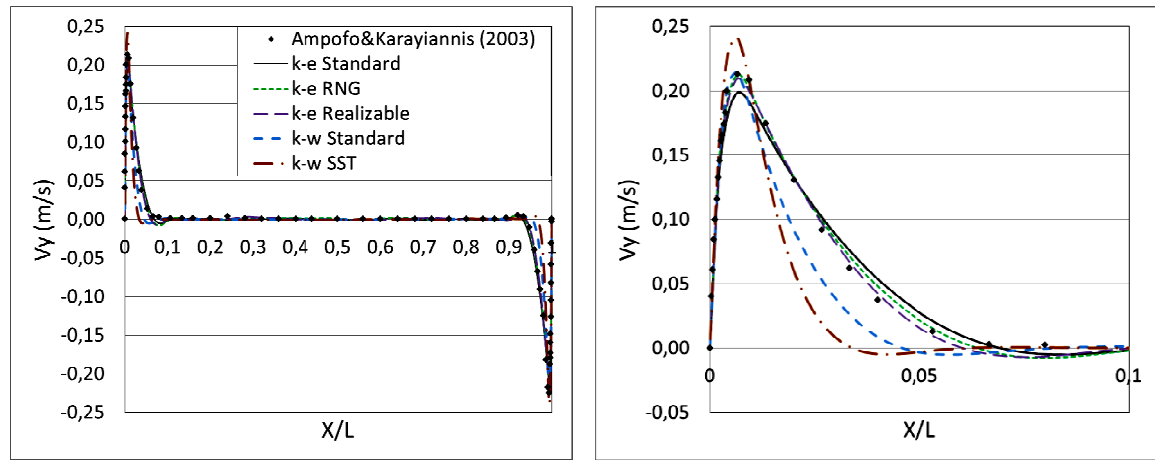 0,25
0,20
0,15
0,10
0,05
0,00
-0,05
-0,10
-0,15
-0,20
-0,25
Vy (m/s)
0 0,1 0,2 0,3 0,4 0,5 0,6 0,7 0,8 0,9 1
X/L
Ampofo&Karayiannis (2003)
k-e Standard
k-e RNG
k-e Realizable
k-w Standard
k-w SST
0,25
0,20
0,15
0,10
0,05
0,00
-0,05
Vy (m/s)
0 0,05 0,1
X/L